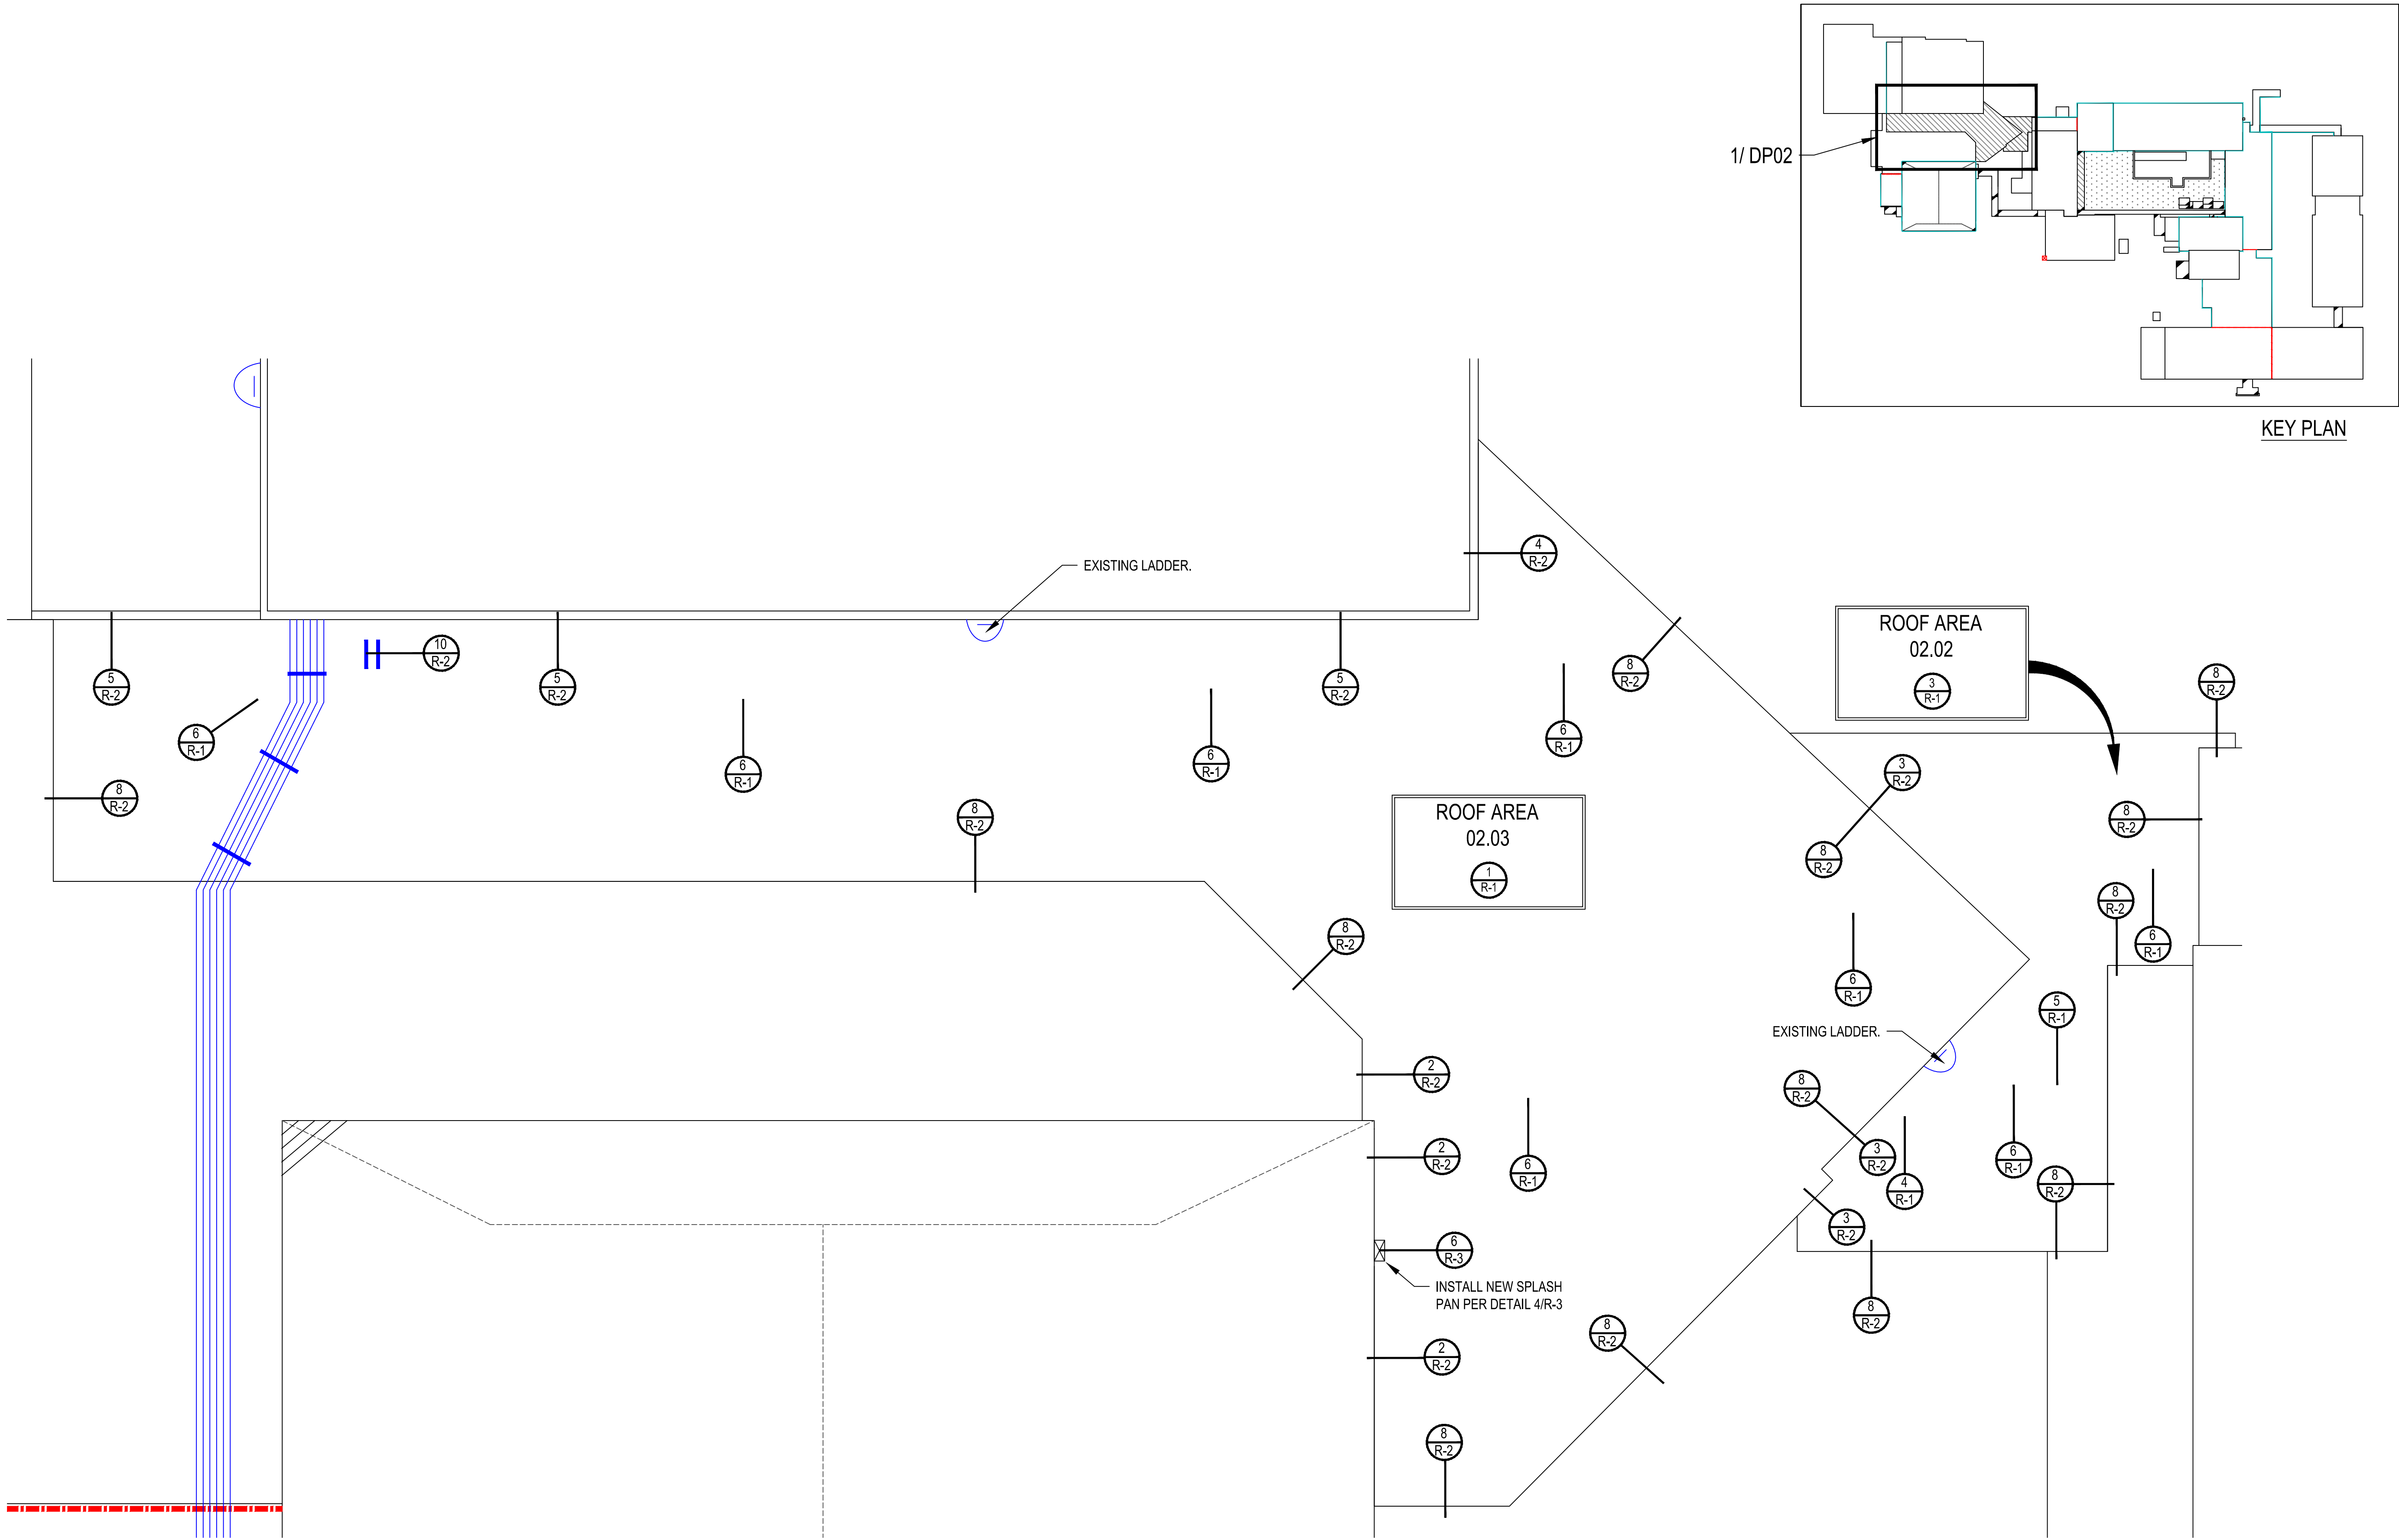 1/ DP02
KEY PLAN
EXISTING LADDER.
4
R-2
ROOF AREA
02.02
3
R-1
8
R-2
10
R-2
5
R-2
5
R-2
5
R-2
8
R-2
6
R-1
6
R-1
6
R-1
6
R-1
8
R-2
8
R-2
ROOF AREA
02.03
1
R-1
3
R-2
8
R-2
8
R-2
8
R-2
6
R-1
8
R-2
6
R-1
5
R-1
EXISTING LADDER.
2
R-2
8
R-2
2
R-2
6
R-1
3
R-2
4
R-1
6
R-1
8
R-2
3
R-2
6
R-3
INSTALL NEW SPLASH
PAN PER DETAIL 4/R-3
8
R-2
8
R-2
2
R-2
8
R-2